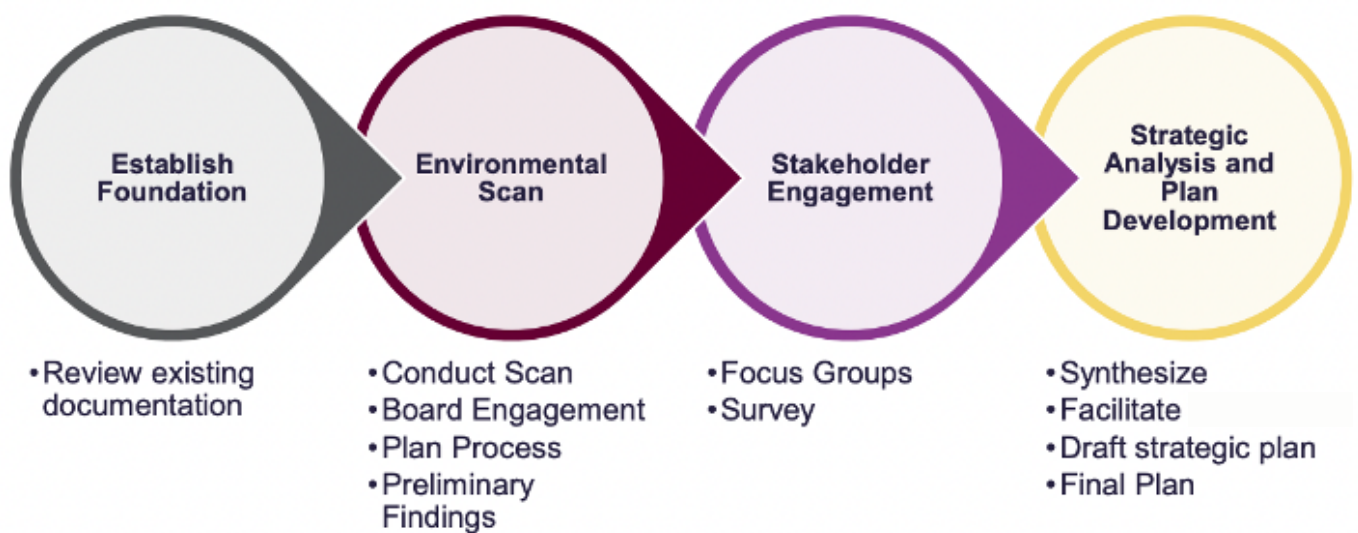 Establish
Foundation
Environmental
Scan
Stakeholder
Engagement
Strategic
Analysis and
Plan
Development
•Review existing
documentation
•Conduct Scan
•Board Engagement
•Plan Process
•Preliminary
Findings
•Focus Groups
•Survey
•Synthesize
•Facilitate
•Draft strategic plan
•Final Plan